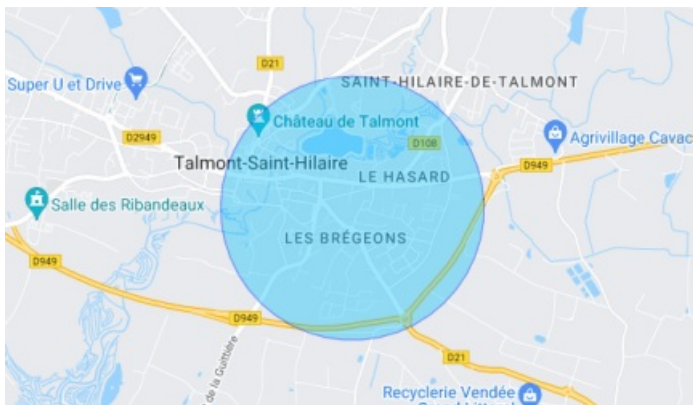 D21
SAINT-HILAIRE-DE-TALMONT
Super U et Drive
Château de Talmont
D2949
D108
Agrivillage Cavac
Talmont-Saint-Hilaire
D949
LE HASARD
Salle des Ribandeaux
LES BRÉGEONS
D949
D949
de la Guittière
D21
Recyclerie Vendée